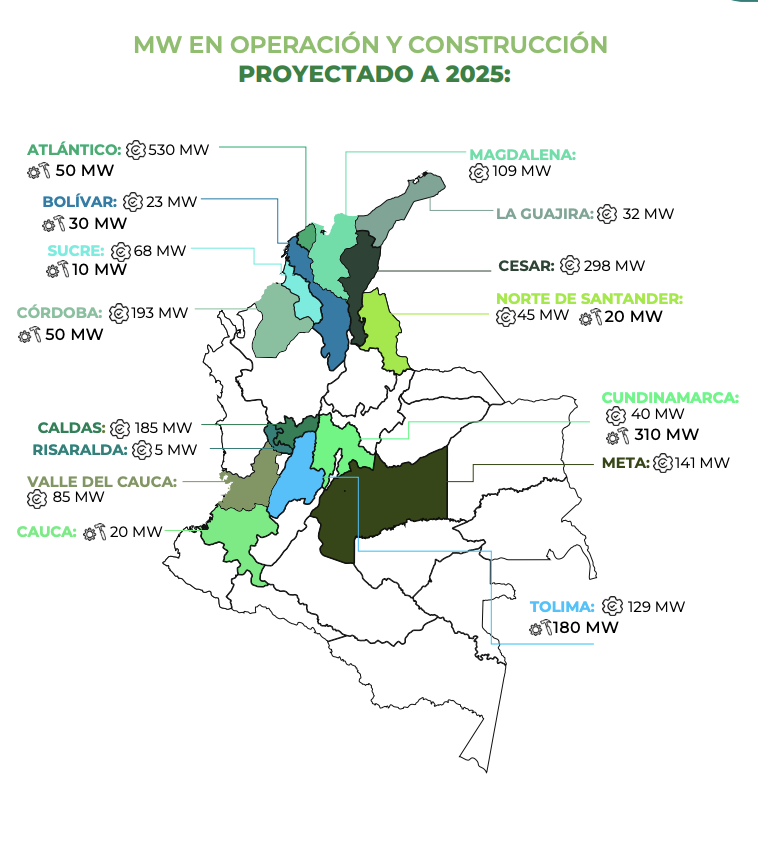 MW EN OPERACIÓN Y CONSTRUCCIÓN
PROYECTADO A 2025:
ATLÁNTICO: 530 MW
50 MW
BOLÍVAR: 23 MW
30 MW
SUCRE: 68 MW
10 MW
CÓRDOBA: 193 MW
50 MW
CALDAS: 185 MW
RISARALDA: 5 MW
VALLE DEL CAUCA:
85 MW
CAUCA: 20 MW
MAGDALENA:
109 MW
LA GUAJIRA: 32 MW
CESAR: 298 MW
NORTE DE SANTANDER:
45 MW 20 MW
CUNDINAMARCA:
40 MW
310 MW
META: 141 MW
TOLIMA: 129 MW
180 MW